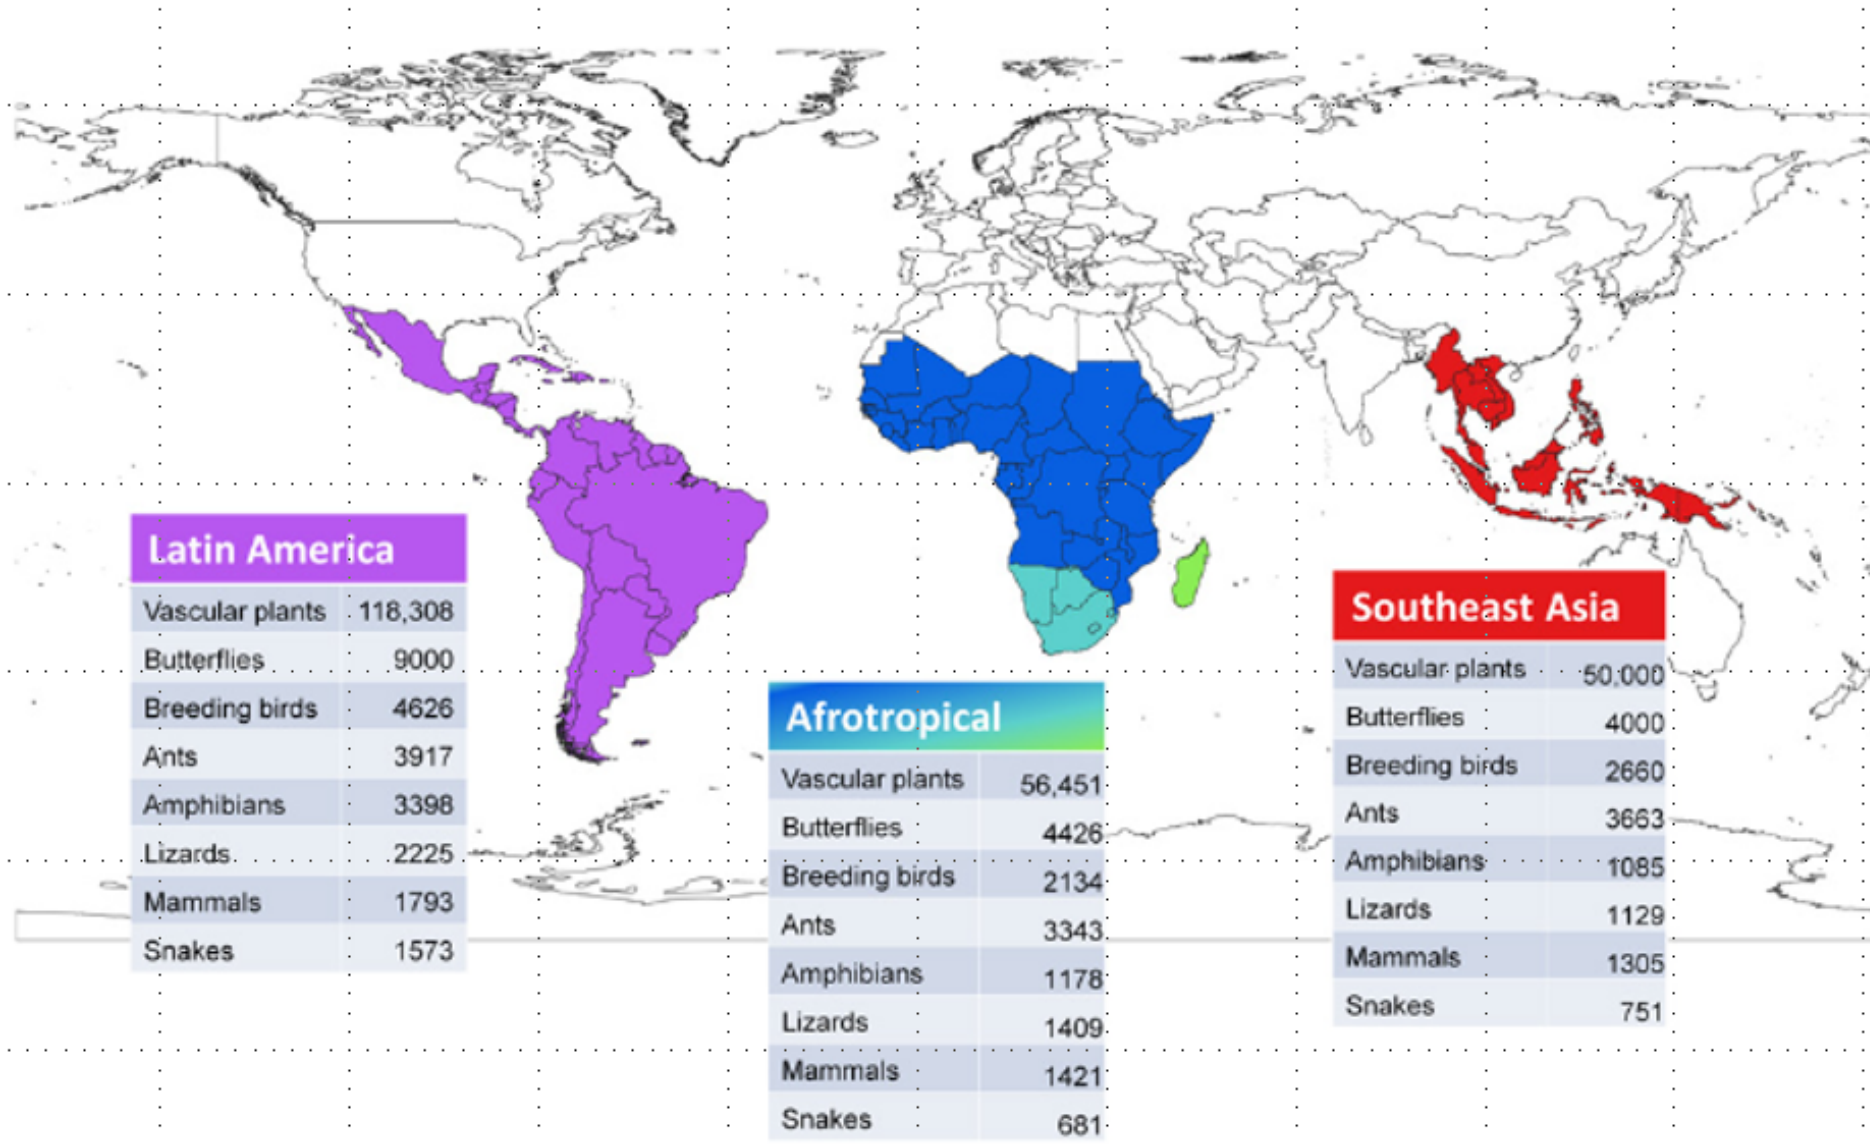 Latin America
Vascular plants 118,308
Butterflies 9000
Breeding birds 4626
Ants 3917
Amphibians 3398
Lizards 2225
Mammals 1793
Snakes 1573
Afrotropical
Vascular plants 56,451
Butterflies 4426
Breeding birds 2134
Ants 3343
Amphibians 1178
Lizards 1409
Mammals 1421
Snakes 681
Southeast Asia
Vascular plants 50,000
Butterflies 4000
Breeding birds 2660
Ants 3663
Amphibians 1085
Lizards 1129
Mammals 1305
Snakes 751